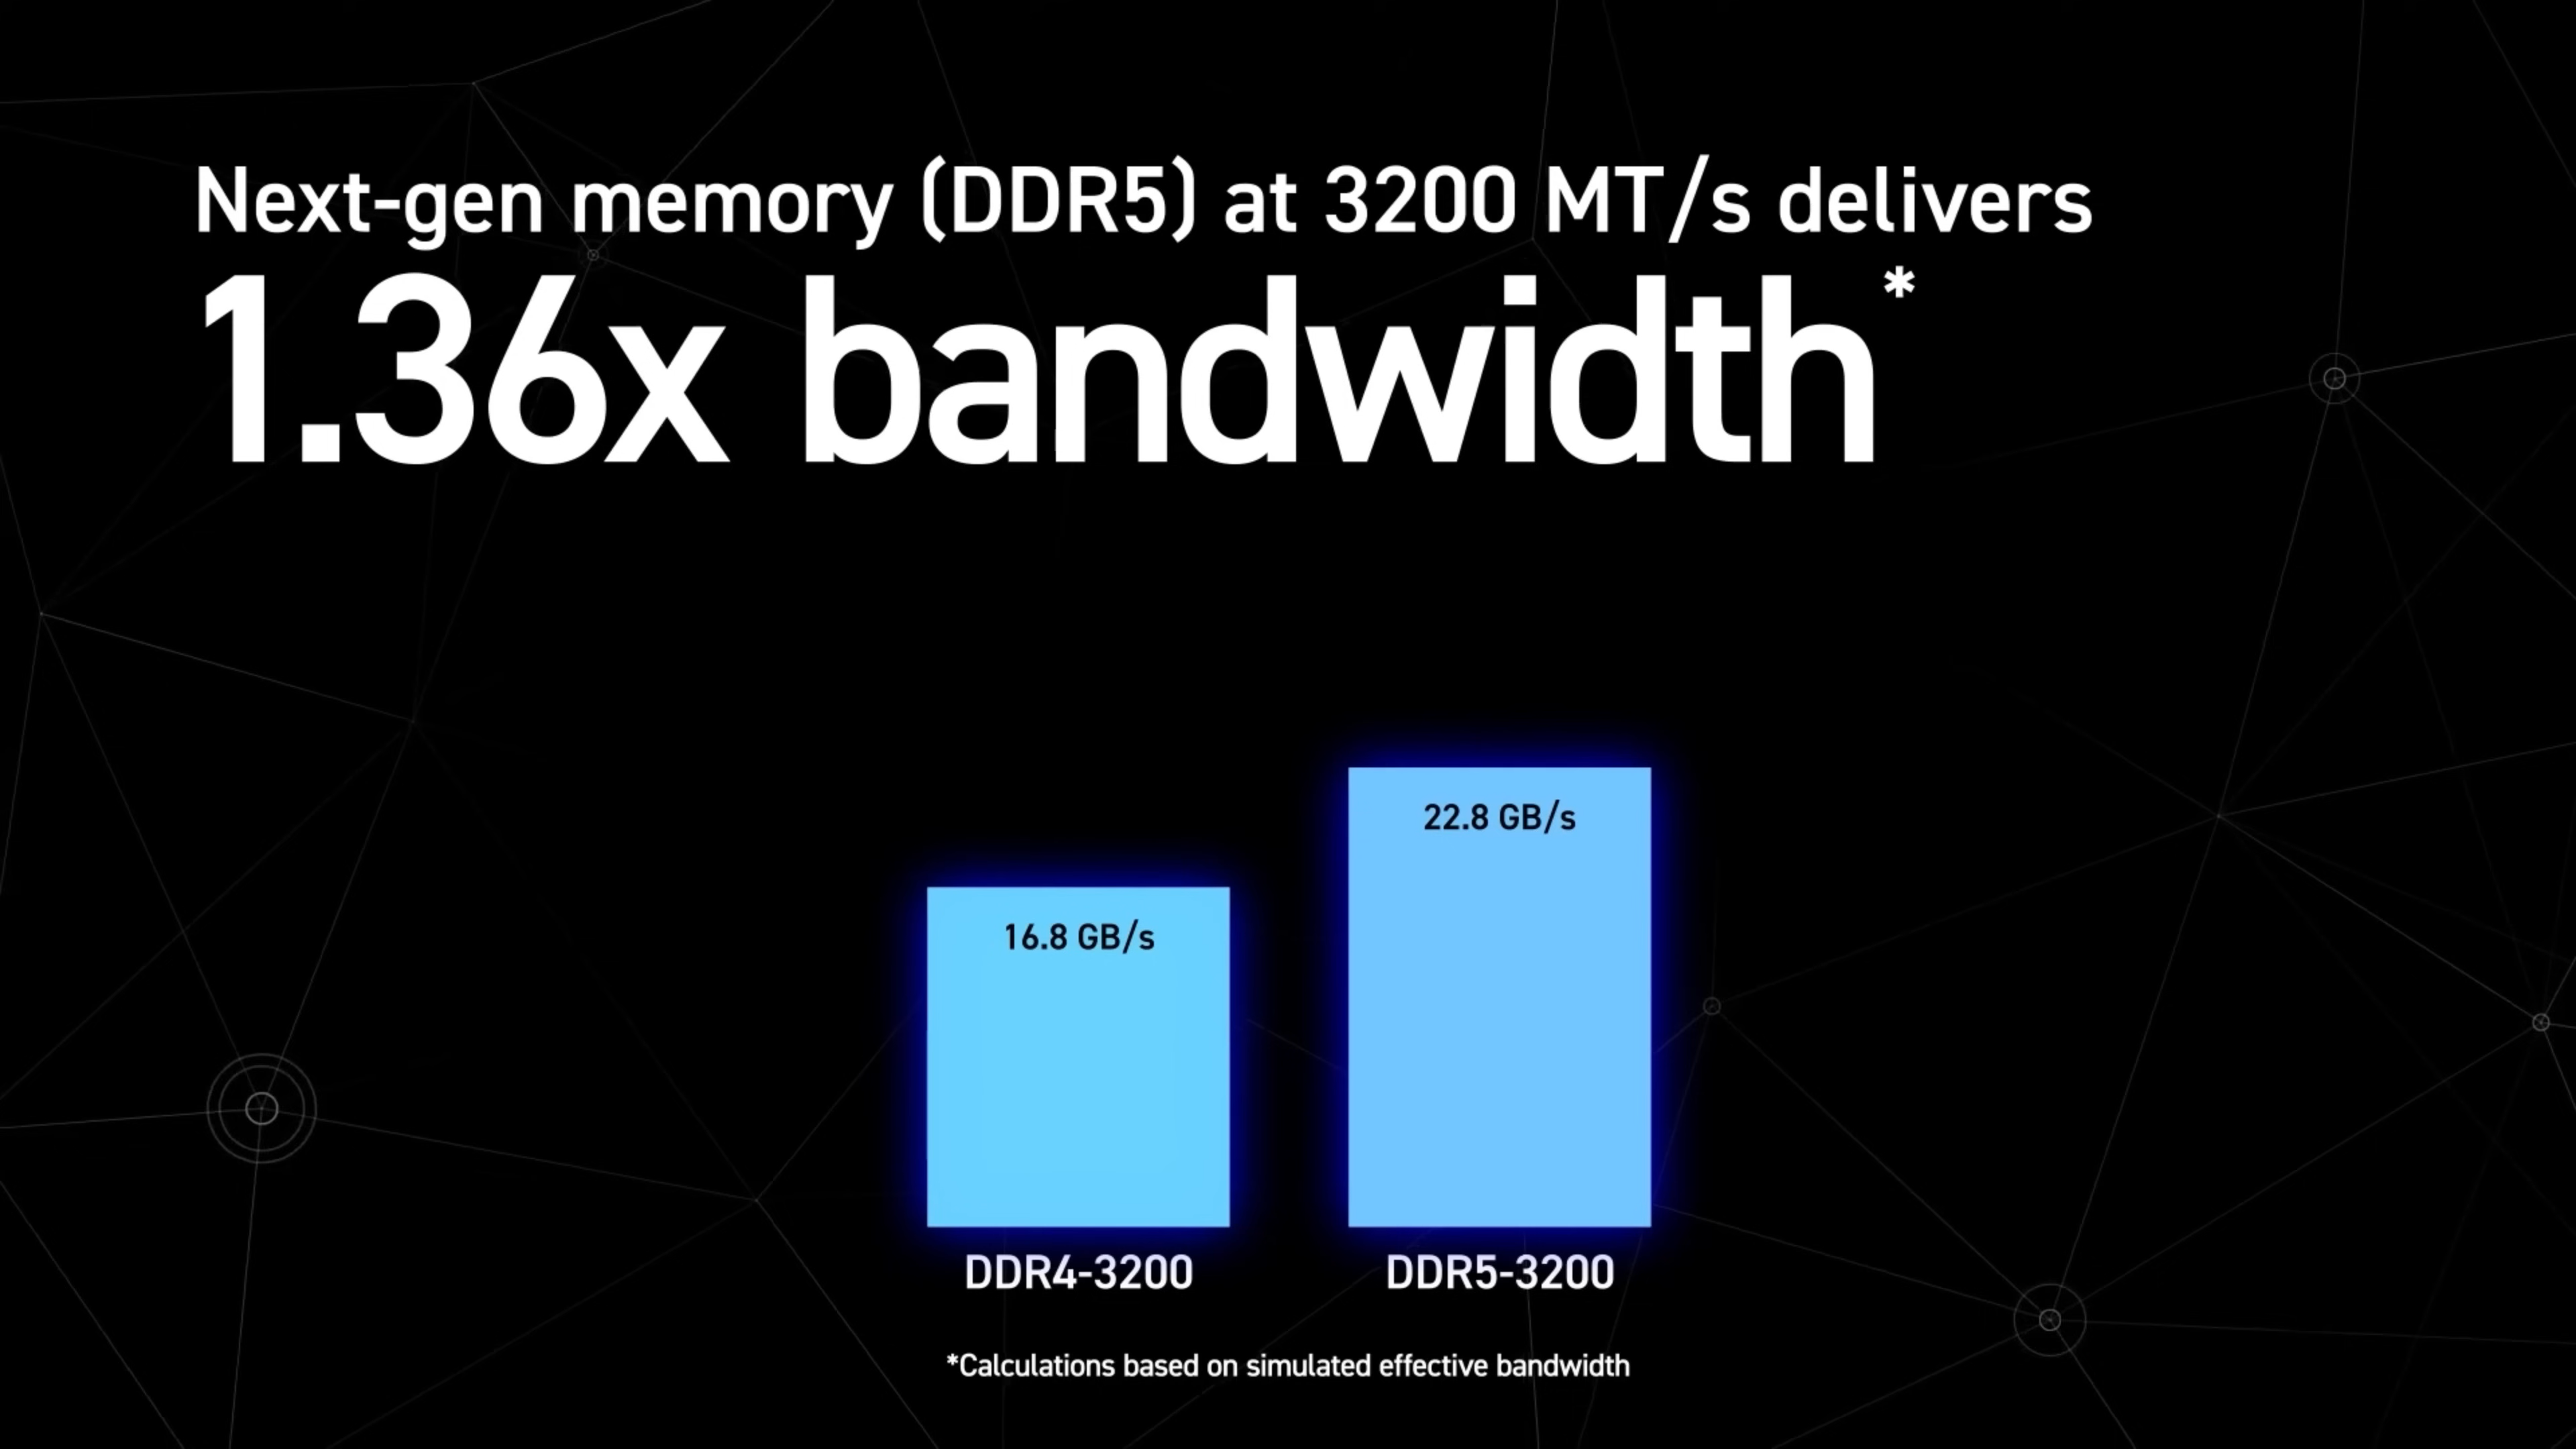 Next-gen memory (DDR5) at 3200 MT/s delivers
1.36x bandwidth*
22.8 GB/s
16.8 GB/s
DDR4-3200 DDR5-3200
*Calculations based on simulated effective bandwidth